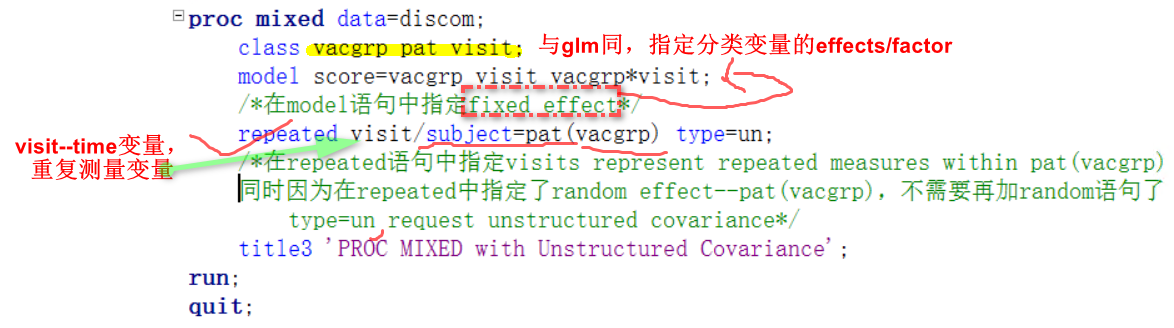 proc mixed data=discom;
class vacgrp pat visit; 与glm同，指定分类变量的effects/factor
model score=vacgrp visit vacgrp*visit;
/*在model语句中指定fixed effect*/
visit--time变量，
重复测量变量
repeated visit/subject=pat(vacgrp) type=un;
/*在repeated语句中指定visits represent repeated measures within pat(vacgrp)
同时因为在repeated中指定了random effect--pat(vacgrp)，不需要再加random语句了
type=un request unstructured covariance*/
title3 'PROC MIXED with Unstructured Covariance';
run;
quit;